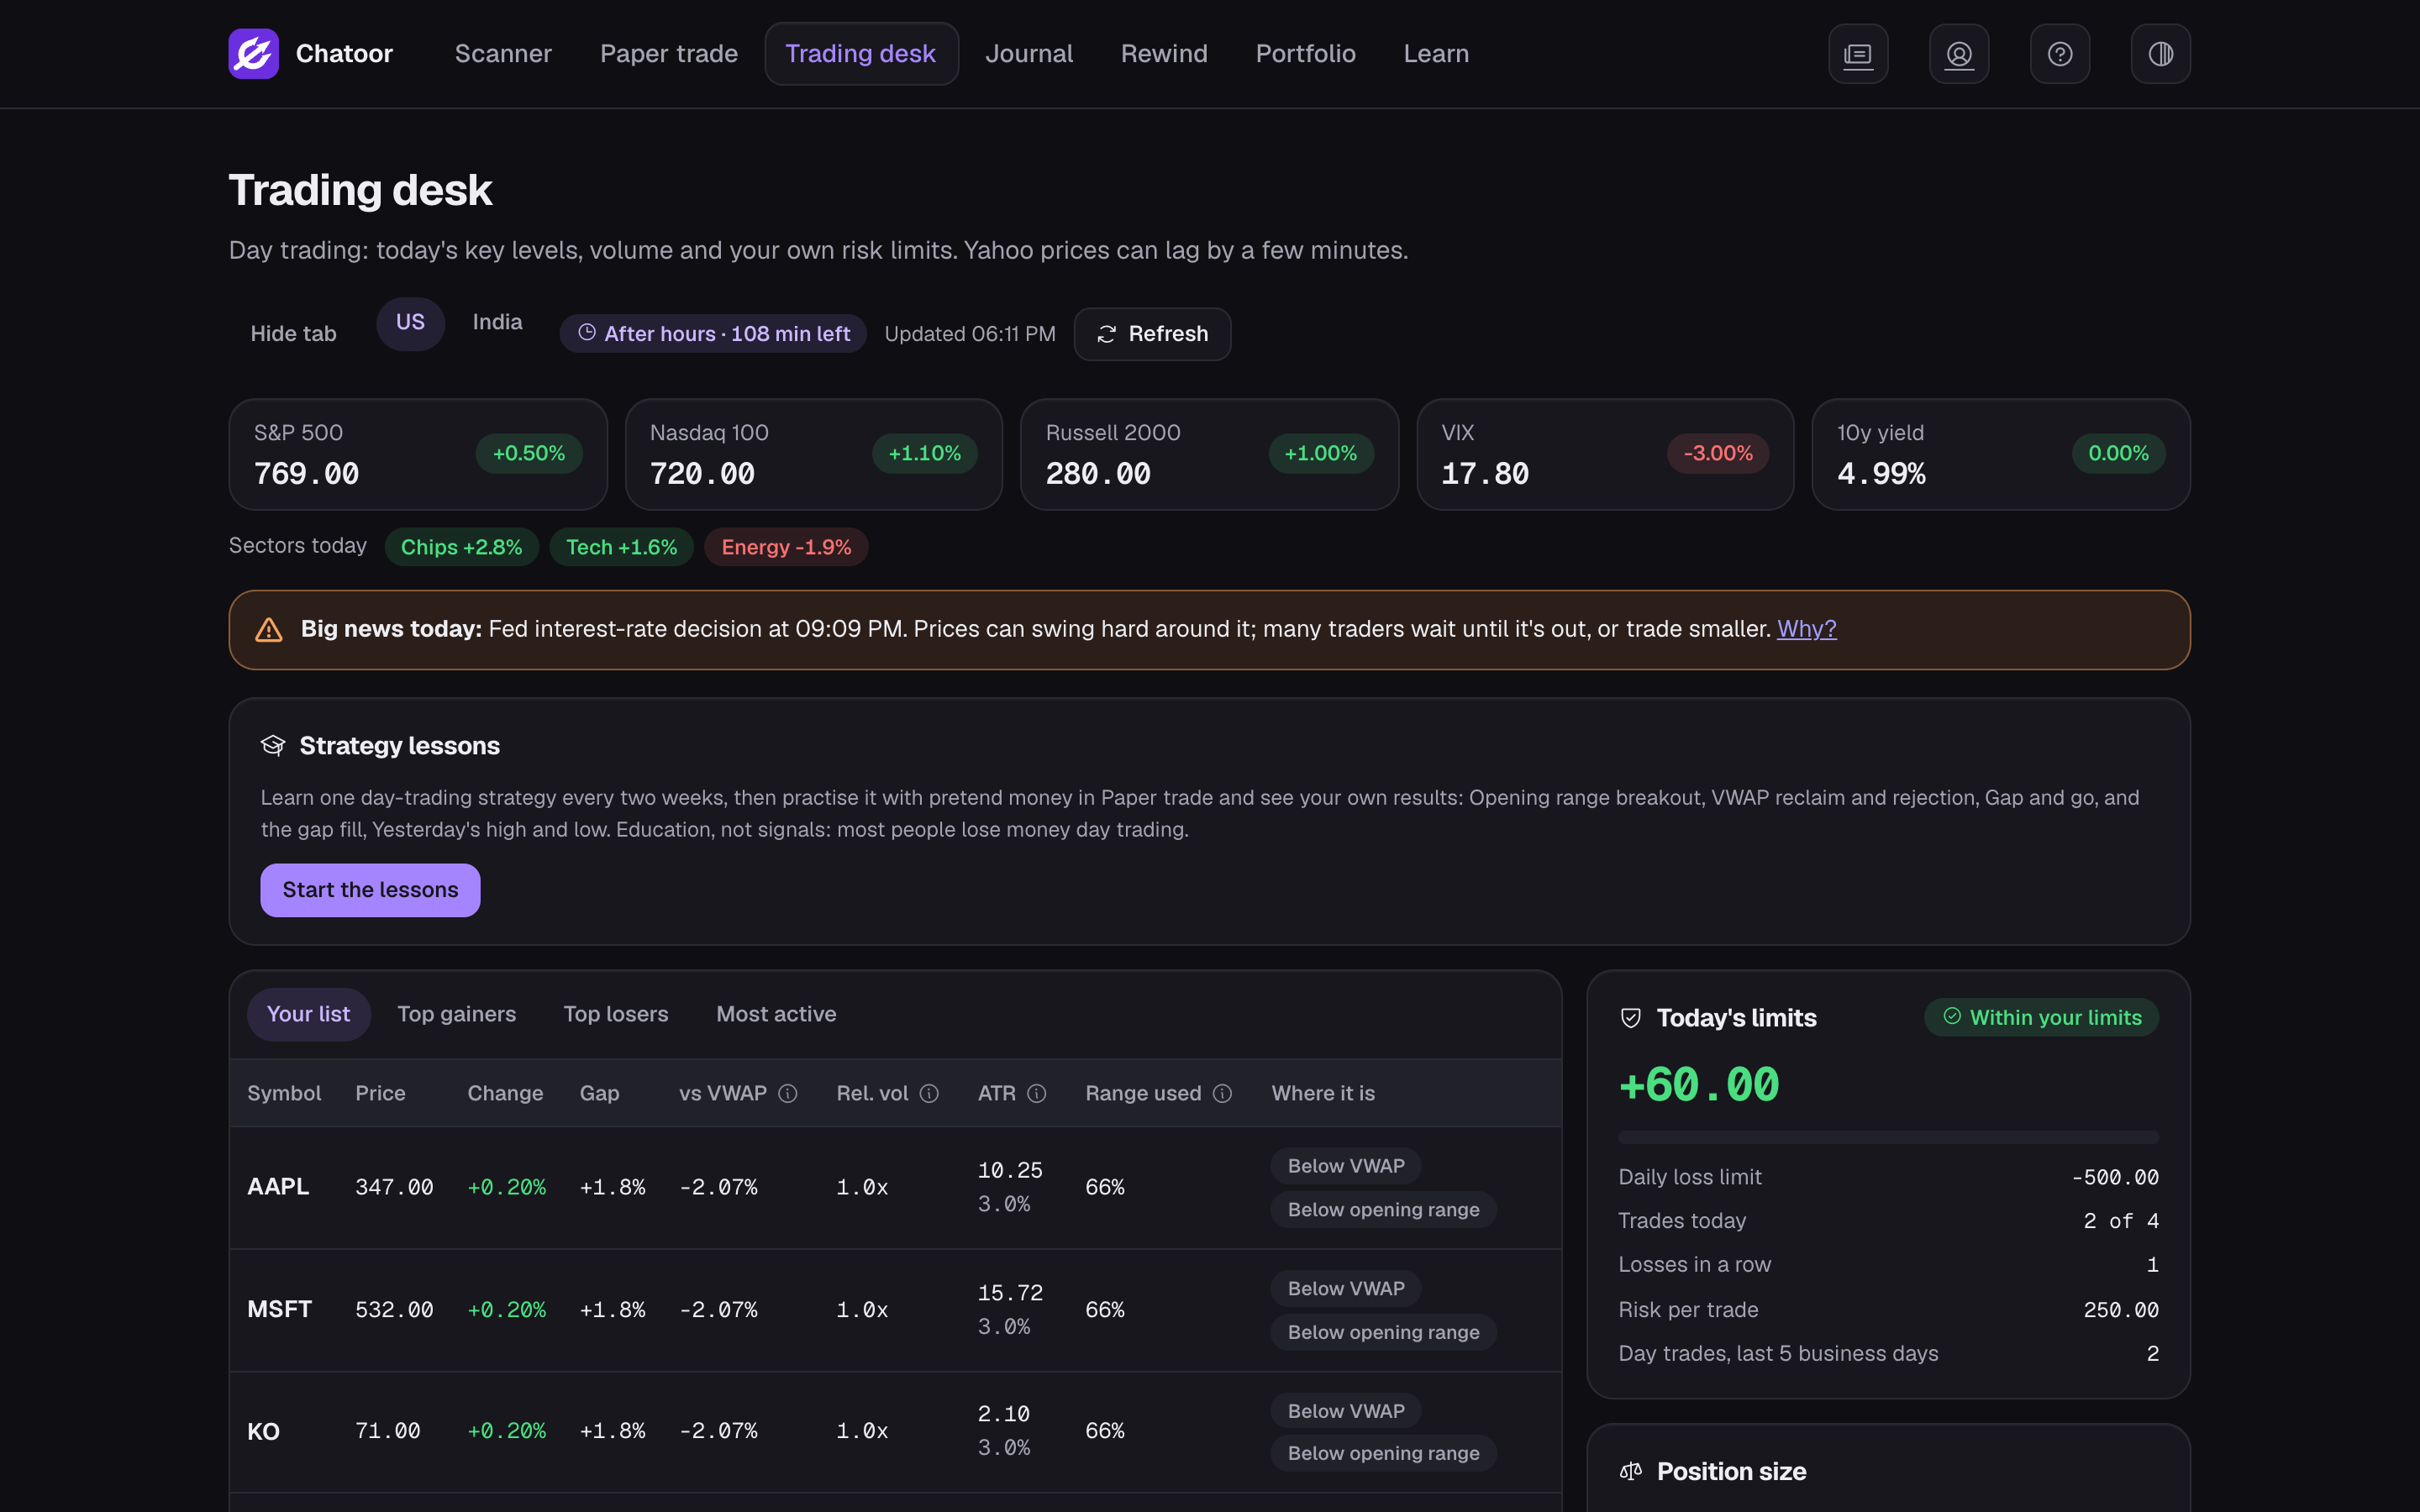 Chatoor
Scanner
Paper trade
Trading desk
Journal
Rewind
Portfolio
Learn
Trading desk
Day trading: today's key levels, volume and your own risk limits. Yahoo prices can lag by a few minutes.
Hide tab
US
India
After hours · 108 min left
Updated 06:11 PM
Refresh
S&P 500
769.00
+0.50%
Nasdaq 100
720.00
+1.10%
Russell 2000
280.00
+1.00%
VIX
17.80
-3.00%
10y yield
4.99%
0.00%
Sectors today
Chips +2.8%
Tech +1.6%
Energy -1.9%
Big news today: Fed interest-rate decision at 09:09 PM. Prices can swing hard around it; many traders wait until it's out, or trade smaller. Why?
Strategy lessons
Learn one day-trading strategy every two weeks, then practise it with pretend money in Paper trade and see your own results: Opening range breakout, VWAP reclaim and rejection, Gap and go, and
the gap fill, Yesterday's high and low. Education, not signals: most people lose money day trading.
Start the lessons
Your list
Top gainers
Top losers
Most active
Symbol Price Change Gap vs VWAP Rel. vol ATR Range used Where it is
AAPL 347.00 +0.20% +1.8% -2.07% 1.0x 10.25 3.0% 66% Below VWAP Below opening range
MSFT 532.00 +0.20% +1.8% -2.07% 1.0x 15.72 3.0% 66% Below VWAP Below opening range
KO 71.00 +0.20% +1.8% -2.07% 1.0x 2.10 3.0% 66% Below VWAP Below opening range
Today's limits
Within your limits
+60.00
Daily loss limit -500.00
Trades today 2 of 4
Losses in a row 1
Risk per trade 250.00
Day trades, last 5 business days 2
Position size